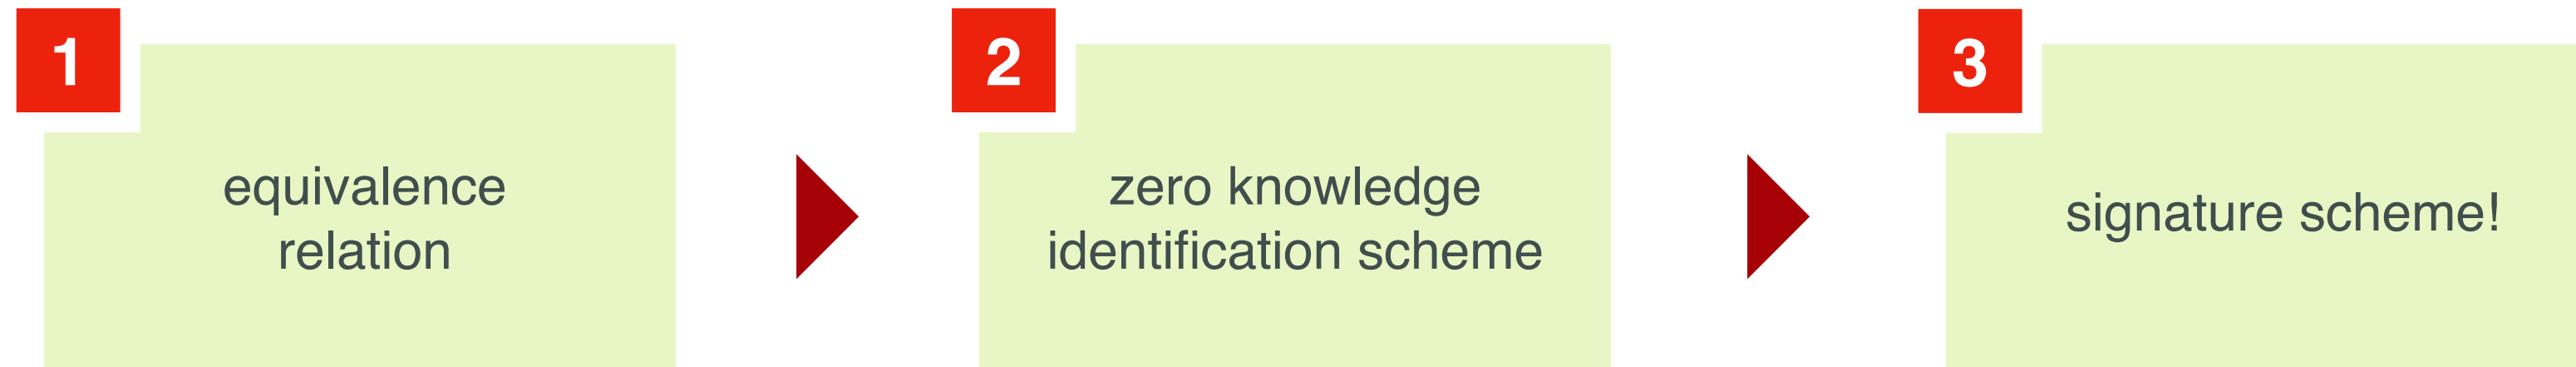 1
equivalence
relation
2
zero knowledge
identification scheme
3
signature scheme!